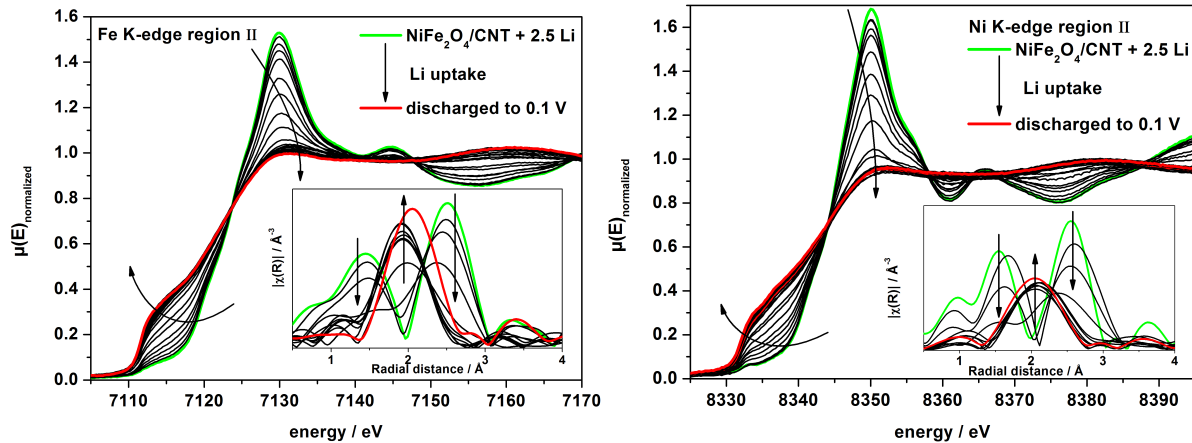 Fe K-edge region II
NiFe₂O₄/CNT + 2.5 Li
Li uptake
discharged to 0.1 V
μ(E)normalized
1.6
1.4
1.2
1.0
0.8
0.6
0.4
0.2
0.0
7110 7120 7130 7140 7150 7160 7170
energy / eV
|χ(R)| / Å⁻³
1 2 3 4
Radial distance / Å
Ni K-edge region II
NiFe₂O₄/CNT + 2.5 Li
Li uptake
discharged to 0.1 V
μ(E)normalized
1.6
1.4
1.2
1.0
0.8
0.6
0.4
0.2
0.0
8330 8340 8350 8360 8370 8380 8390
energy / eV
|χ(R)| / Å⁻³
1 2 3 4
Radial distance / Å